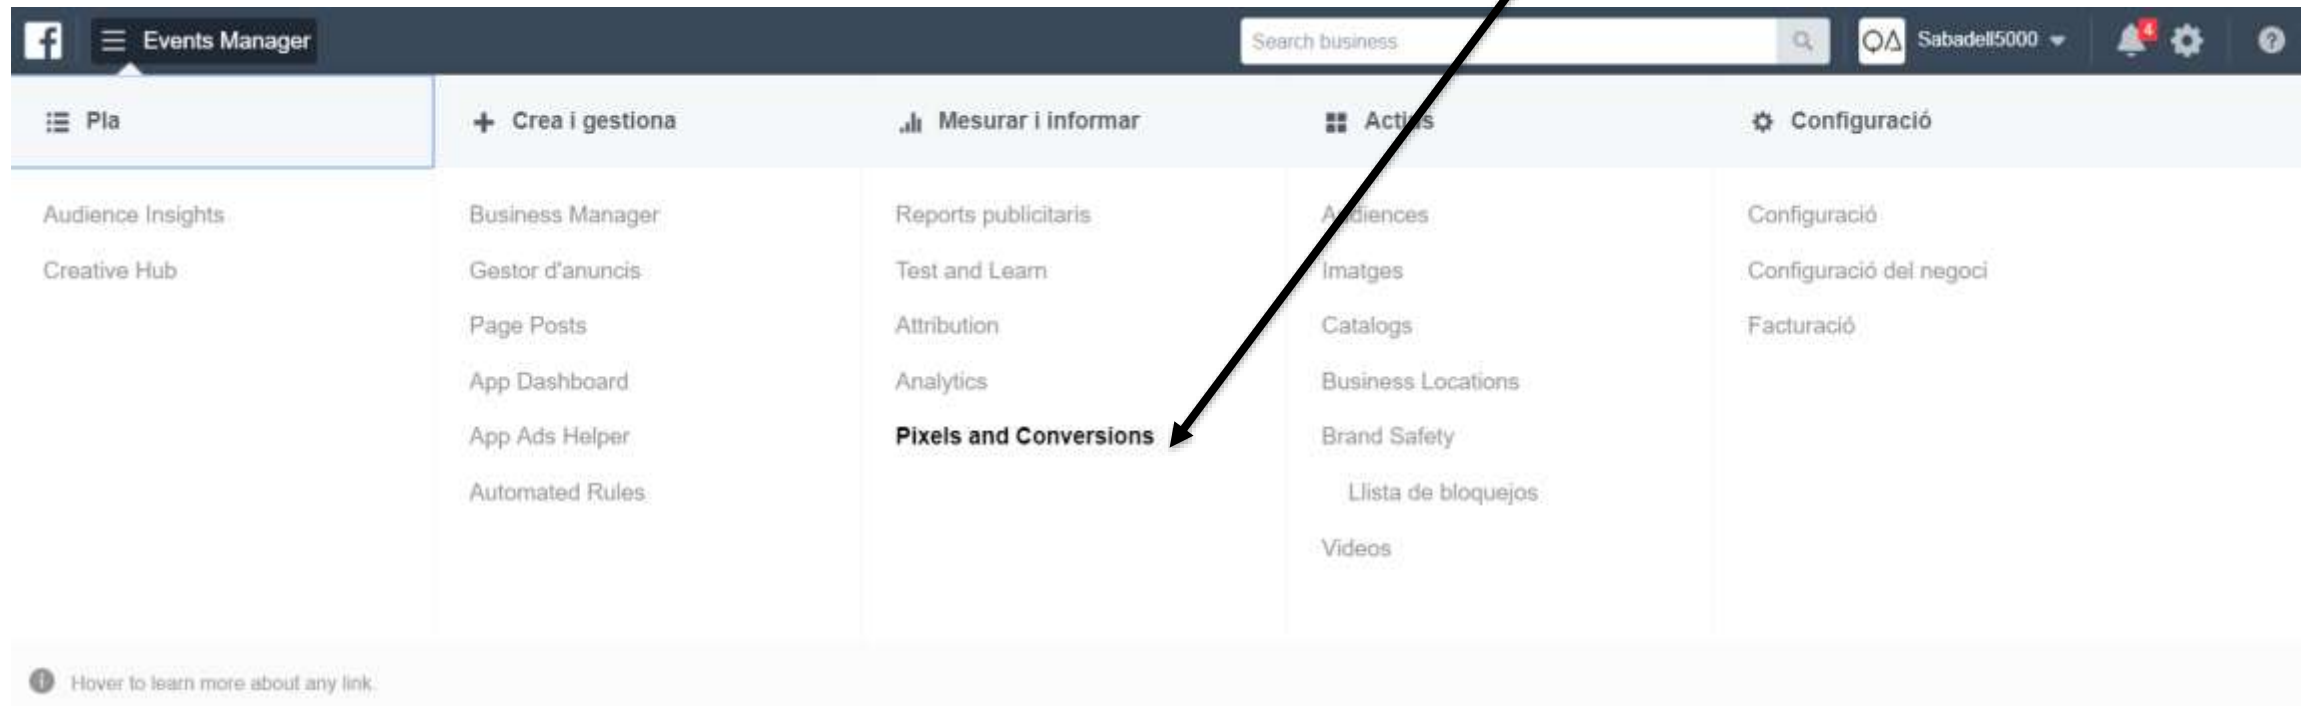 f Events Manager Search business QA Sabadell5000 4 ?
Pla
Crea i gestiona
Mesurar i informar
Configuració
Audience Insights
Creative Hub
Business Manager
Gestor d'anuncis
Page Posts
App Dashboard
App Ads Helper
Automated Rules
Reports publicitaris
Test and Learn
Attribution
Analytics
Pixels and Conversions
Audiences
Imatges
Catalogs
Business Locations
Brand Safety
Llista de bloquejos
Videos
Configuració
Configuració del negoci
Facturació
Hover to learn more about any link.